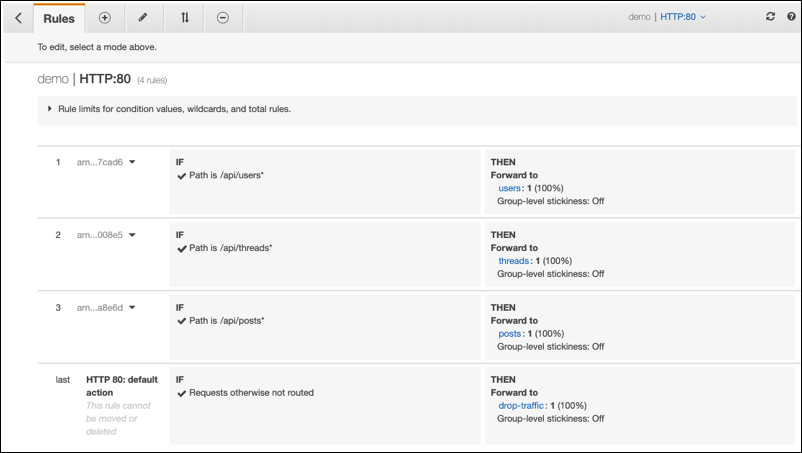 Rules
demo | HTTP:80
To edit, select a mode above.
demo | HTTP:80 (4 rules)
Rule limits for condition values, wildcards, and total rules.
1 arn...7cad6
IF
Path is /api/users*
THEN
Forward to
users: 1 (100%)
Group-level stickiness: Off
2 arn...008e5
IF
Path is /api/threads*
THEN
Forward to
threads: 1 (100%)
Group-level stickiness: Off
3 arn...a8e6d
IF
Path is /api/posts*
THEN
Forward to
posts: 1 (100%)
Group-level stickiness: Off
last HTTP 80: default
action
This rule cannot
be moved or
deleted
IF
Requests otherwise not routed
THEN
Forward to
drop-traffic: 1 (100%)
Group-level stickiness: Off